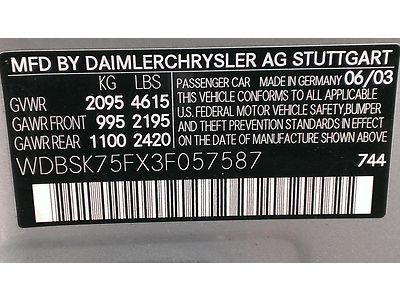 MFD BY DAIMLERCHRYSLER AG STUTTGART
KG LBS
GVWR 2095 4615
GAWR FRONT 995 2195
GAWR REAR 1100 2420
PASSENGER CAR MADE IN GERMANY 06/03
THIS VEHICLE CONFORMS TO ALL APPLICABLE
U.S. FEDERAL MOTOR VEHICLE SAFETY, BUMPER
AND THEFT PREVENTION STANDARDS IN EFFECT
ON THE DATE OF MANUFACTURE SHOWN ABOVE.
WDBSK75FX3F057587
744